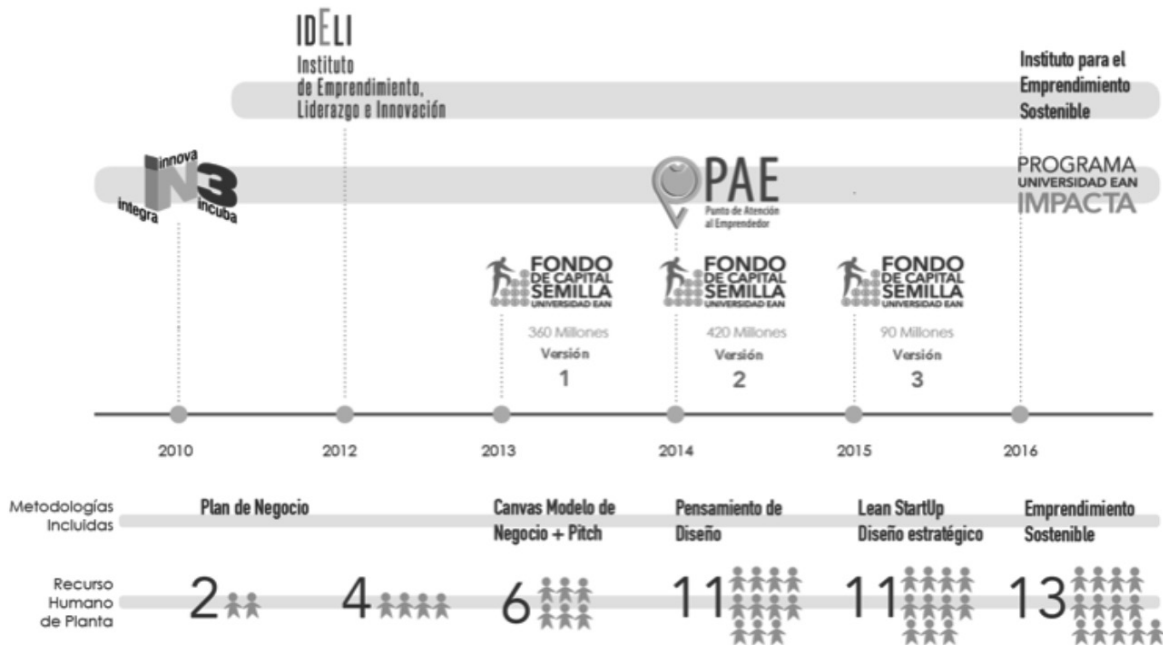 IDELI
Instituto
de Emprendimiento,
Liderazgo e Innovación
Instituto para el
Emprendimiento
Sostenible
innova
iN3
integra
incuba
PAE
Punto de Atención
al Emprendedor
PROGRAMA
UNIVERSIDAD EAN
IMPACTA
FONDO
DE CAPITAL
SEMILLA
UNIVERSIDAD EAN
360 Millones
Versión
1
FONDO
DE CAPITAL
SEMILLA
UNIVERSIDAD EAN
420 Millones
Versión
2
FONDO
DE CAPITAL
SEMILLA
UNIVERSIDAD EAN
90 Millones
Versión
3
2010
2012
2013
2014
2015
2016
Metodologías
Incluidas
Plan de Negocio
Canvas Modelo de
Negocio + Pitch
Pensamiento de
Diseño
Lean StartUp
Diseño estratégico
Emprendimiento
Sostenible
Recurso
Humano
de Planta
2
4
6
11
11
13